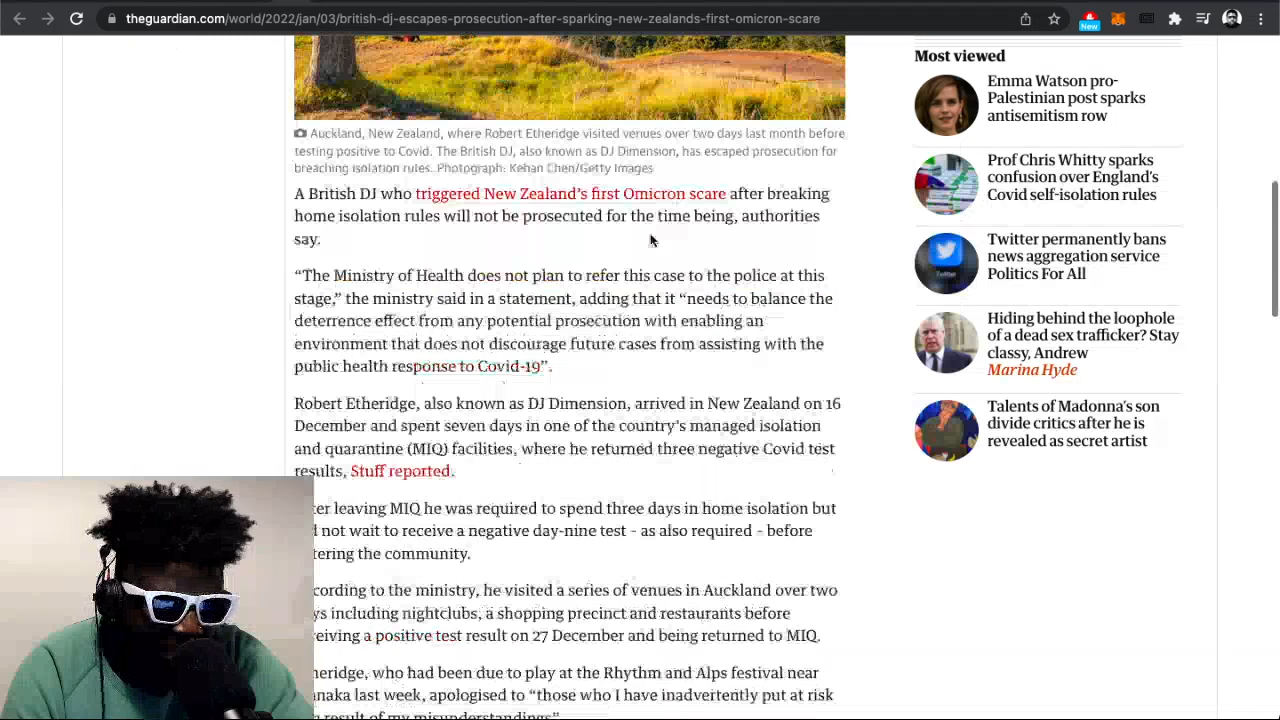 theguardian.com/world/2022/jan/03/british-dj-escapes-prosecution-after-sparking-new-zealands-first-omicron-scare
New
Auckland, New Zealand, where Robert Etheridge visited venues over two days last month before
testing positive to Covid. The British DJ, also known as DJ Dimension, has escaped prosecution for
breaching isolation rules. Photograph: Kehan Chen/Getty Images
A British DJ who triggered New Zealand's first Omicron scare after breaking
home isolation rules will not be prosecuted for the time being, authorities
say.
“The Ministry of Health does not plan to refer this case to the police at this
stage,” the ministry said in a statement, adding that it “needs to balance the
deterrence effect from any potential prosecution with enabling an
environment that does not discourage future cases from assisting with the
public health response to Covid-19”.
Robert Etheridge, also known as DJ Dimension, arrived in New Zealand on 16
December and spent seven days in one of the country's managed isolation
and quarantine (MIQ) facilities, where he returned three negative Covid test
results, Stuff reported.
ter leaving MIQ he was required to spend three days in home isolation but
not wait to receive a negative day-nine test - as also required - before
tering the community.
cording to the ministry, he visited a series of venues in Auckland over two
ys including nightclubs, a shopping precinct and restaurants before
eiving a positive test result on 27 December and being returned to MIQ.
heridge, who had been due to play at the Rhythm and Alps festival near
naka last week, apologised to “those who I have inadvertently put at risk
result of my misunderstandings”
Most viewed
Emma Watson pro-
Palestinian post sparks
antisemitism row
Prof Chris Whitty sparks
confusion over England's
Covid self-isolation rules
Twitter permanently bans
news aggregation service
Politics For All
Hiding behind the loophole
of a dead sex trafficker? Stay
classy, Andrew
Marina Hyde
Talents of Madonna's son
divide critics after he is
revealed as secret artist